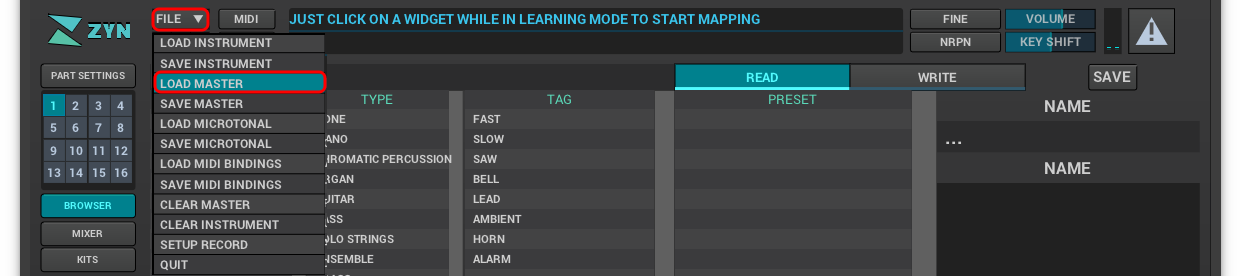 ZYN
FILE ▼ MIDI JUST CLICK ON A WIDGET WHILE IN LEARNING MODE TO START MAPPING FINE VOLUME
NRPN KEY SHIFT --
LOAD INSTRUMENT
SAVE INSTRUMENT
LOAD MASTER
SAVE MASTER
LOAD MICROTONAL
SAVE MICROTONAL
LOAD MIDI BINDINGS
SAVE MIDI BINDINGS
CLEAR MASTER
CLEAR INSTRUMENT
SETUP RECORD
QUIT
PART SETTINGS
1 2 3 4
5 6 7 8
9 10 11 12
13 14 15 16
BROWSER
MIXER
KITS
READ WRITE SAVE
TYPE
ONE
ANO
HROMATIC PERCUSSION
RGAN
UITAR
ASS
OLO STRINGS
NSEMBLE
TAG
FAST
SLOW
SAW
BELL
LEAD
AMBIENT
HORN
ALARM
PRESET
NAME
...
NAME